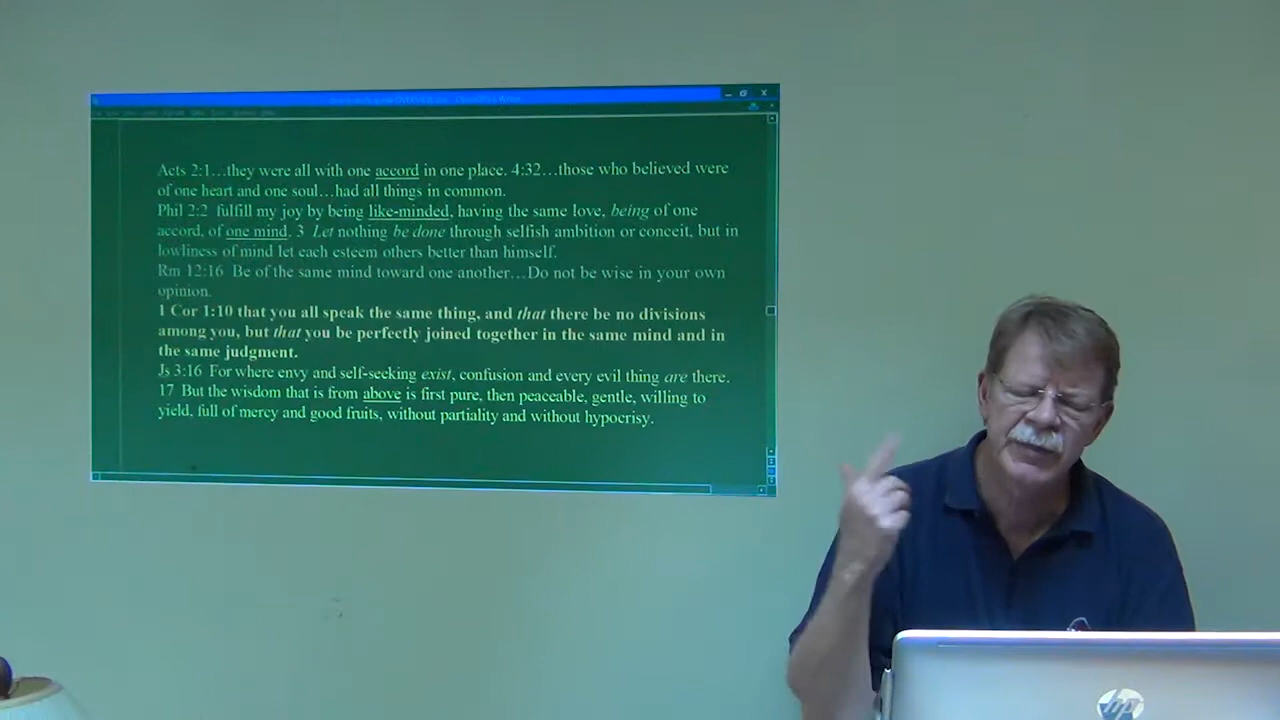 Acts 2:1…they were all with one accord in one place. 4:32…those who believed were
of one heart and one soul…had all things in common.
Phil 2:2 fulfill my joy by being like-minded, having the same love, being of one
accord, of one mind. 3 Let nothing be done through selfish ambition or conceit, but in
lowliness of mind let each esteem others better than himself.
Rm 12:16 Be of the same mind toward one another…Do not be wise in your own
opinion.
1 Cor 1:10 that you all speak the same thing, and that there be no divisions
among you, but that you be perfectly joined together in the same mind and in
the same judgment.
Js 3:16 For where envy and self-seeking exist, confusion and every evil thing are there.
17 But the wisdom that is from above is first pure, then peaceable, gentle, willing to
yield, full of mercy and good fruits, without partiality and without hypocrisy.
hp